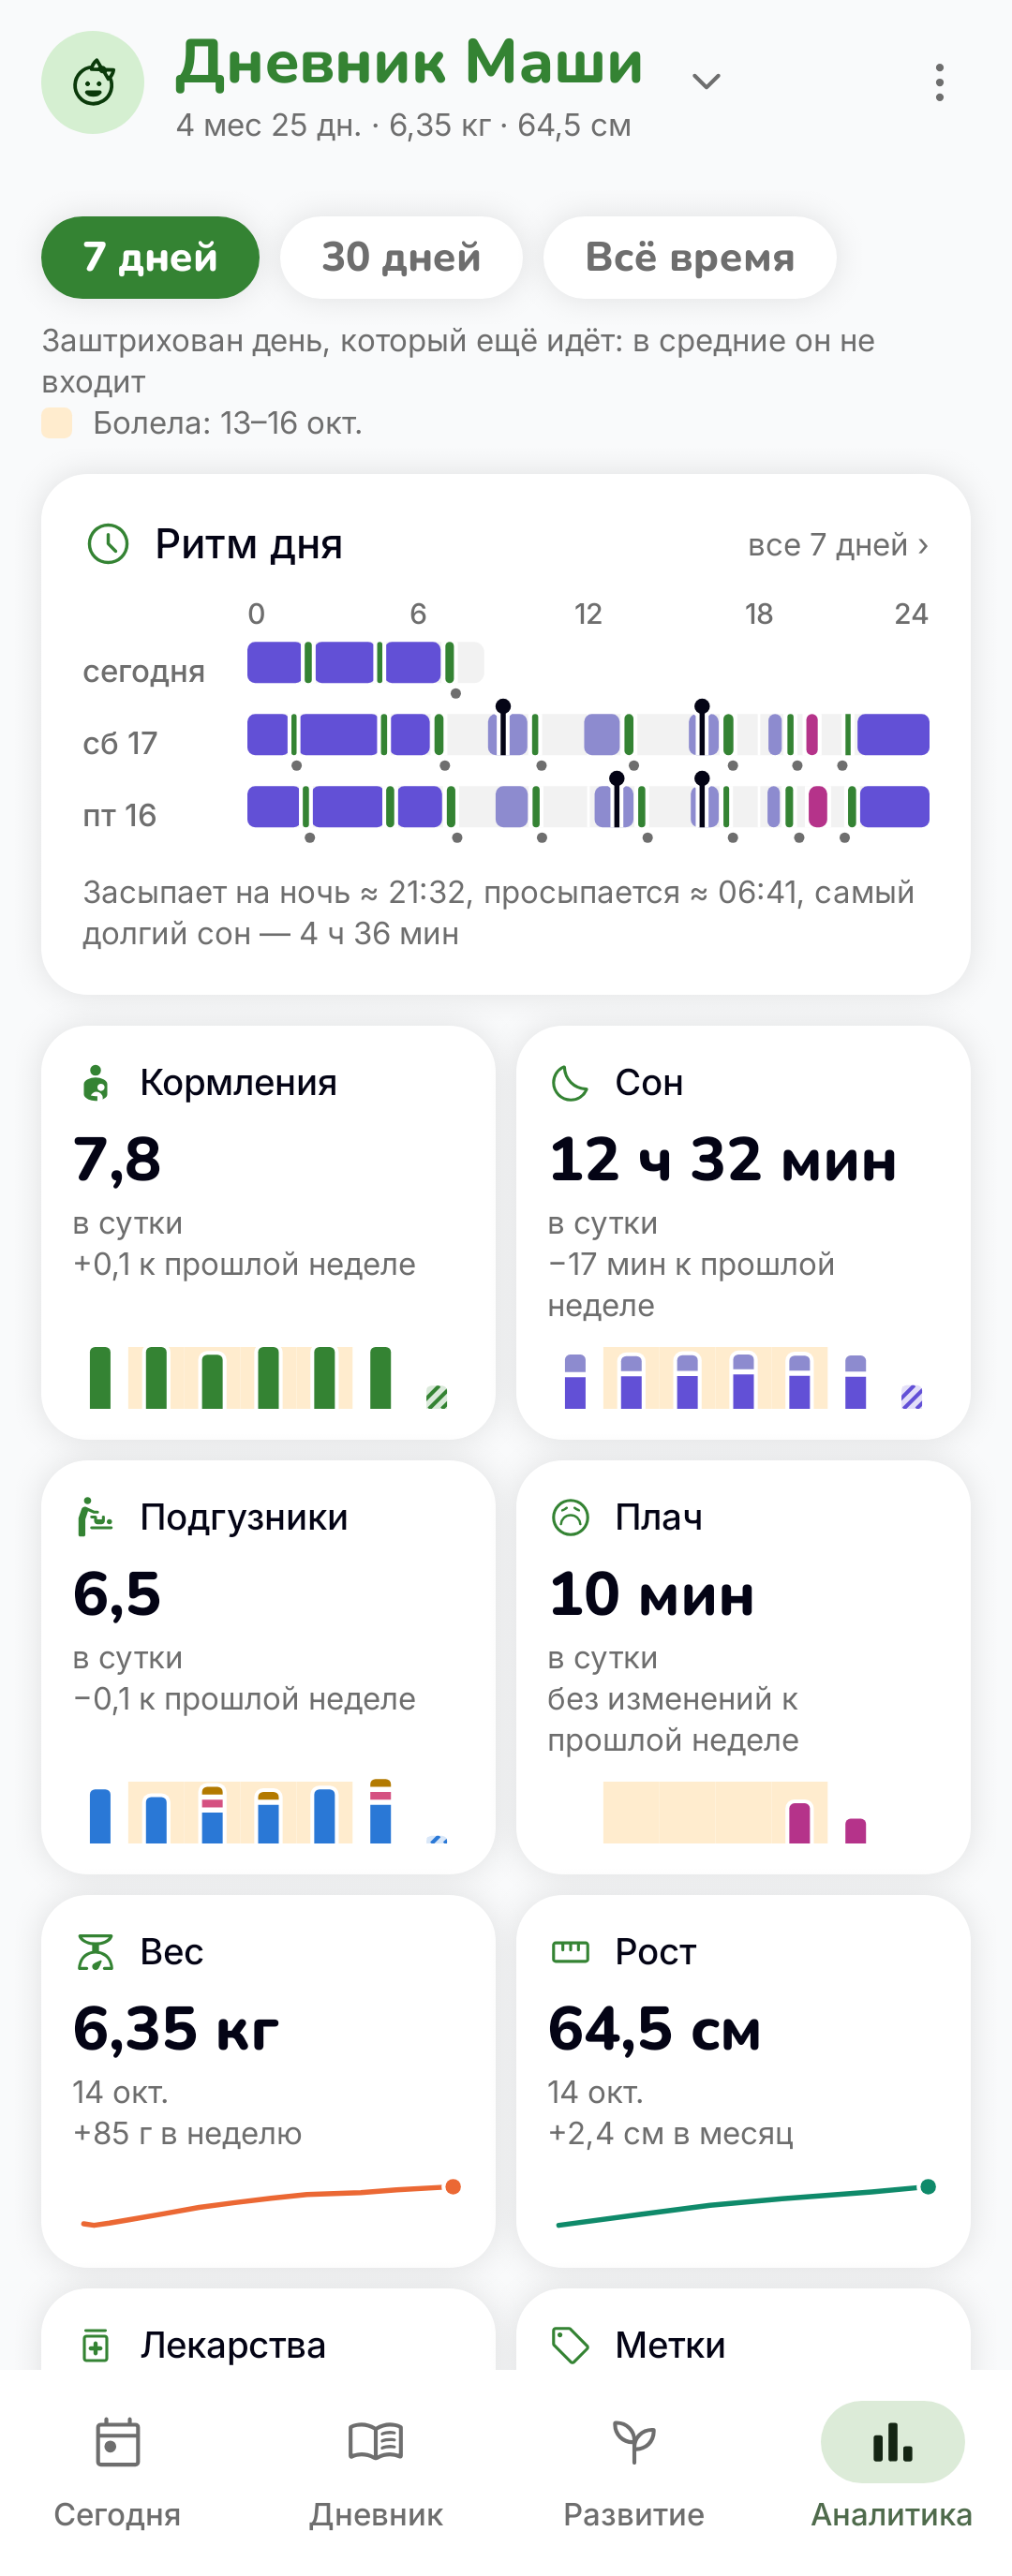 Дневник Маши
4 мес 25 дн. · 6,35 кг · 64,5 см
7 дней
30 дней
Всё время
Заштрихован день, который ещё идёт: в средние он не
входит
Болела: 13–16 окт.
Ритм дня
все 7 дней ›
0 6 12 18 24
сегодня
сб 17
пт 16
Засыпает на ночь ≈ 21:32, просыпается ≈ 06:41, самый
долгий сон — 4 ч 36 мин
Кормления
7,8
в сутки
+0,1 к прошлой неделе
Сон
12 ч 32 мин
в сутки
−17 мин к прошлой
неделе
Подгузники
6,5
в сутки
−0,1 к прошлой неделе
Плач
10 мин
в сутки
без изменений к
прошлой неделе
Вес
6,35 кг
14 окт.
+85 г в неделю
Рост
64,5 см
14 окт.
+2,4 см в месяц
Лекарства
Метки
Сегодня
Дневник
Развитие
Аналитика